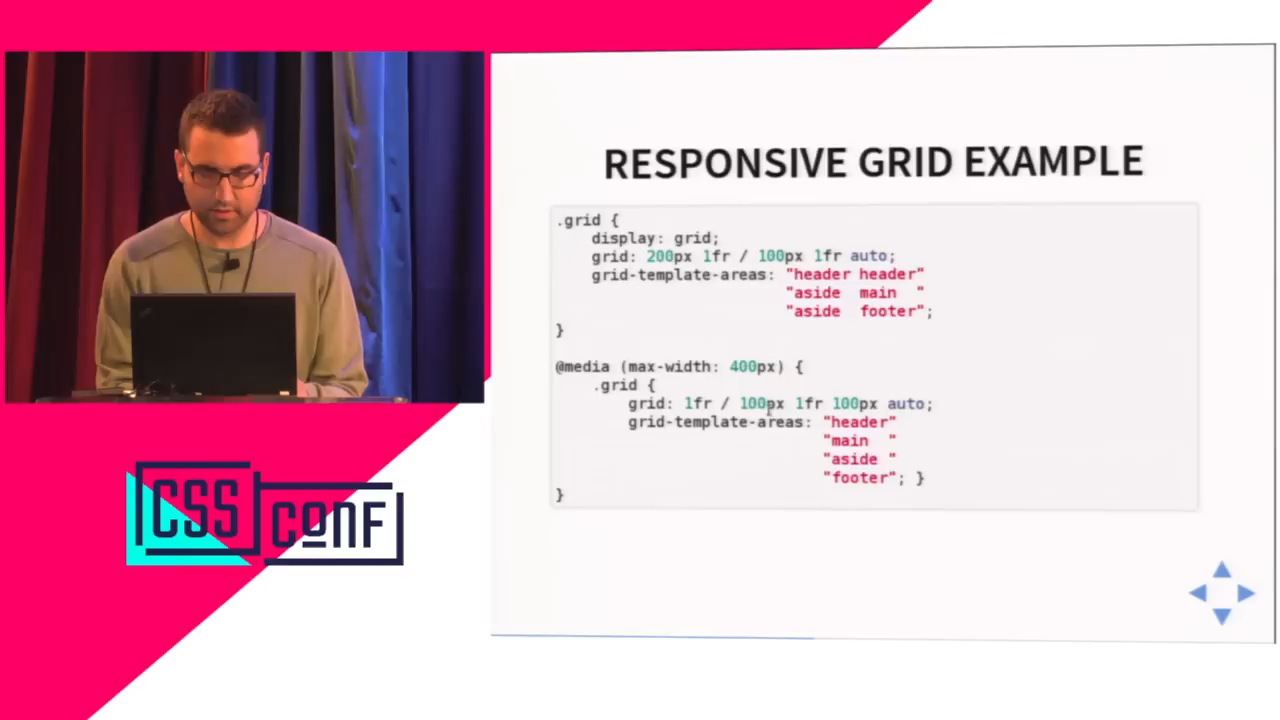 RESPONSIVE GRID EXAMPLE
.grid {
    display: grid;
    grid: 200px 1fr / 100px 1fr auto;
    grid-template-areas: "header header"
                         "aside  main  "
                         "aside  footer";
}

@media (max-width: 400px) {
    .grid {
        grid: 1fr / 100px 1fr 100px auto;
        grid-template-areas: "header"
                             "main  "
                             "aside "
                             "footer"; }
}
CSS
CONF